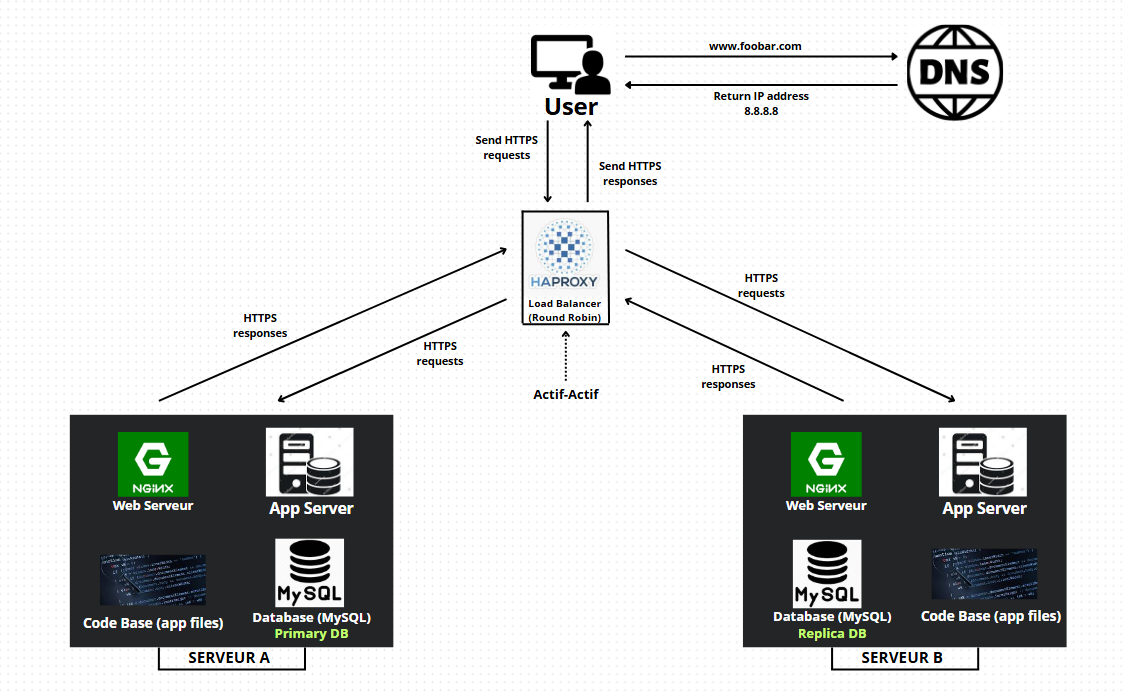 www.foobar.com
DNS
Return IP address
8.8.8.8
User
Send HTTPS
requests
Send HTTPS
responses
HAPROXY
Load Balancer
(Round Robin)
HTTPS
responses
HTTPS
requests
HTTPS
requests
HTTPS
responses
Actif-Actif
NGiNX
Web Serveur
App Server
Code Base (app files)
MySQL
Database (MySQL)
Primary DB
SERVEUR A
NGiNX
Web Serveur
App Server
MySQL
Database (MySQL)
Replica DB
Code Base (app files)
SERVEUR B